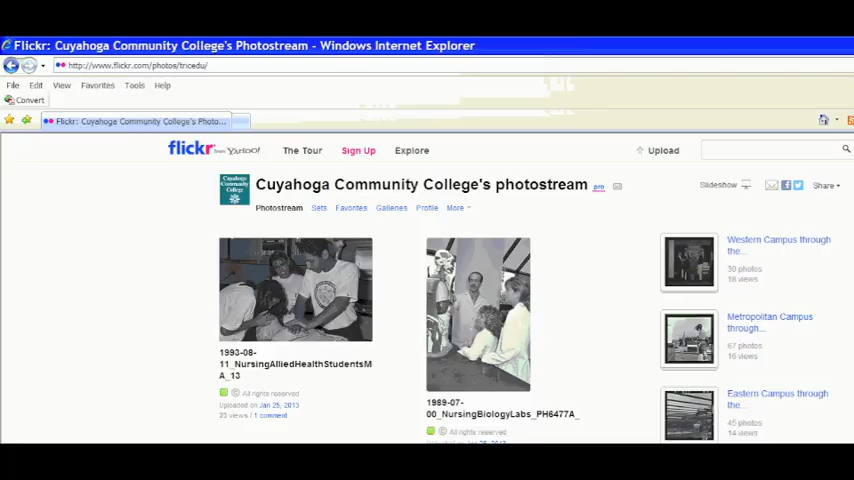 Flickr: Cuyahoga Community College's Photostream - Windows Internet Explorer
http://www.flickr.com/photos/tricedu/
File Edit View Favorites Tools Help
Convert
Flickr: Cuyahoga Community College's Photo...
flickr from YAHOO! The Tour Sign Up Explore Upload
Cuyahoga Community College
Cuyahoga Community College's photostream pro Slideshow Share
Photostream Sets Favorites Galleries Profile More
Western Campus through
the...
30 photos
18 views
Metropolitan Campus
through...
67 photos
16 views
1993-08-
11_NursingAlliedHealthStudentsM
A_13
All rights reserved
Uploaded on Jan 25, 2013
23 views / 1 comment
1989-07-
00_NursingBiologyLabs_PH6477A_
All rights reserved
Eastern Campus through
the...
45 photos
14 views